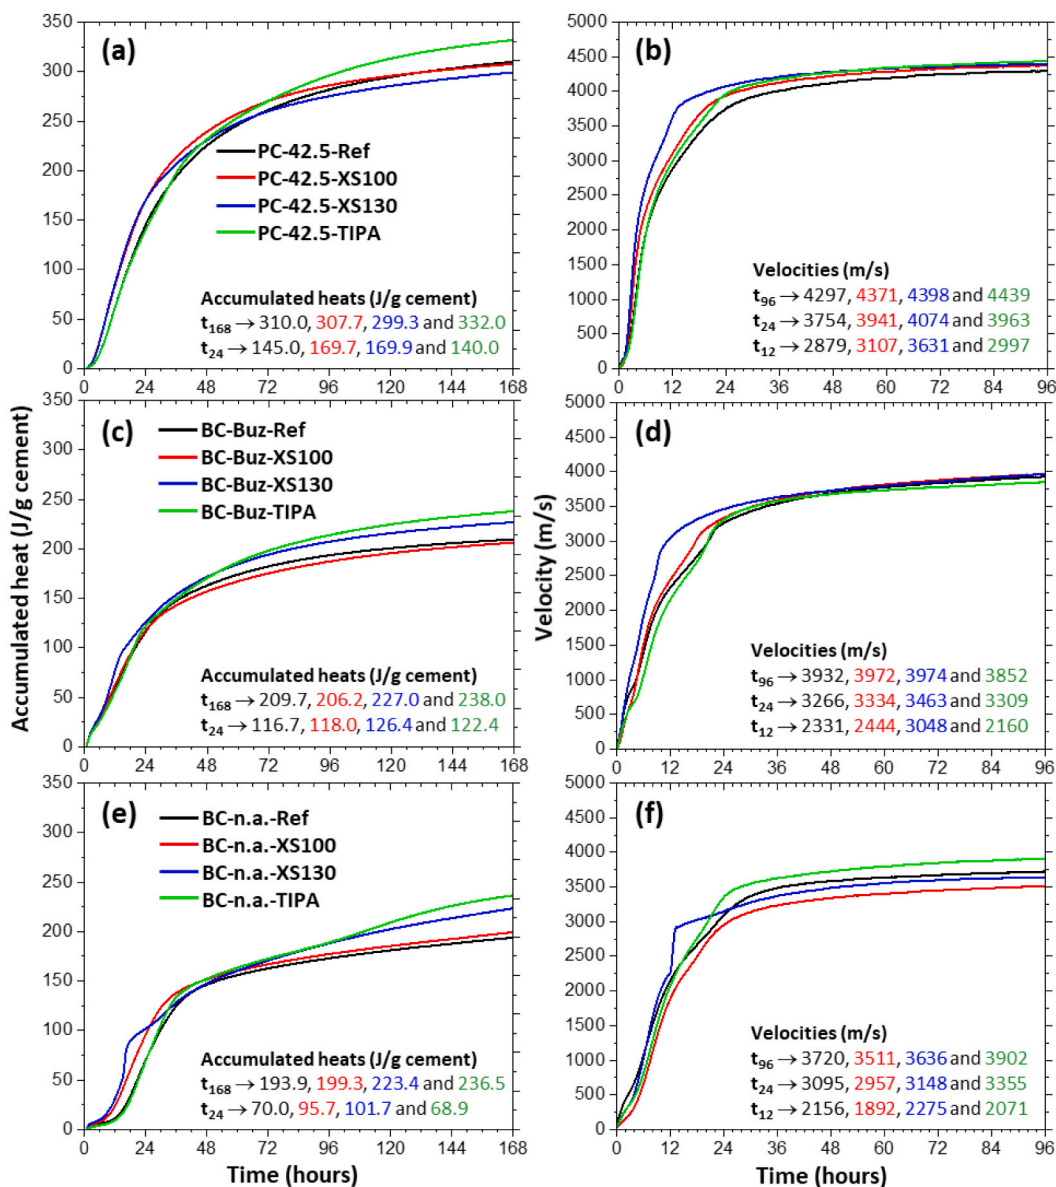 (a)
350
300
250
200
150
100
50
0
PC-42.5-Ref
PC-42.5-XS100
PC-42.5-XS130
PC-42.5-TIPA
Accumulated heats (J/g cement)
t168 → 310.0, 307.7, 299.3 and 332.0
t24 → 145.0, 169.7, 169.9 and 140.0
0 24 48 72 96 120 144 168
(b)
5000
4500
4000
3500
3000
2500
2000
1500
1000
500
0
Velocities (m/s)
t96 → 4297, 4371, 4398 and 4439
t24 → 3754, 3941, 4074 and 3963
t12 → 2879, 3107, 3631 and 2997
0 12 24 36 48 60 72 84 96
Accumulated heat (J/g cement)
(c)
350
300
250
200
150
100
50
0
BC-Buz-Ref
BC-Buz-XS100
BC-Buz-XS130
BC-Buz-TIPA
Accumulated heats (J/g cement)
t168 → 209.7, 206.2, 227.0 and 238.0
t24 → 116.7, 118.0, 126.4 and 122.4
0 24 48 72 96 120 144 168
Velocity (m/s)
(d)
5000
4500
4000
3500
3000
2500
2000
1500
1000
500
0
Velocities (m/s)
t96 → 3932, 3972, 3974 and 3852
t24 → 3266, 3334, 3463 and 3309
t12 → 2331, 2444, 3048 and 2160
0 12 24 36 48 60 72 84 96
(e)
350
300
250
200
150
100
50
0
BC-n.a.-Ref
BC-n.a.-XS100
BC-n.a.-XS130
BC-n.a.-TIPA
Accumulated heats (J/g cement)
t168 → 193.9, 199.3, 223.4 and 236.5
t24 → 70.0, 95.7, 101.7 and 68.9
0 24 48 72 96 120 144 168
Time (hours)
(f)
5000
4500
4000
3500
3000
2500
2000
1500
1000
500
0
Velocities (m/s)
t96 → 3720, 3511, 3636 and 3902
t24 → 3095, 2957, 3148 and 3355
t12 → 2156, 1892, 2275 and 2071
0 12 24 36 48 60 72 84 96
Time (hours)